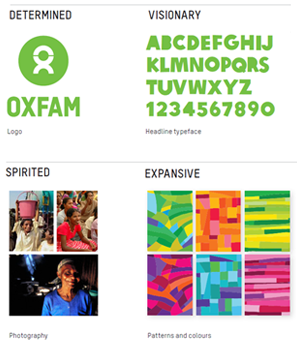 DETERMINED
OXFAM
Logo
VISIONARY
ABCDEFGHIJ
KLMNOPQRS
TUVWXYZ
1234567890
Headline typeface
SPIRITED
Photography
EXPANSIVE
Patterns and colours